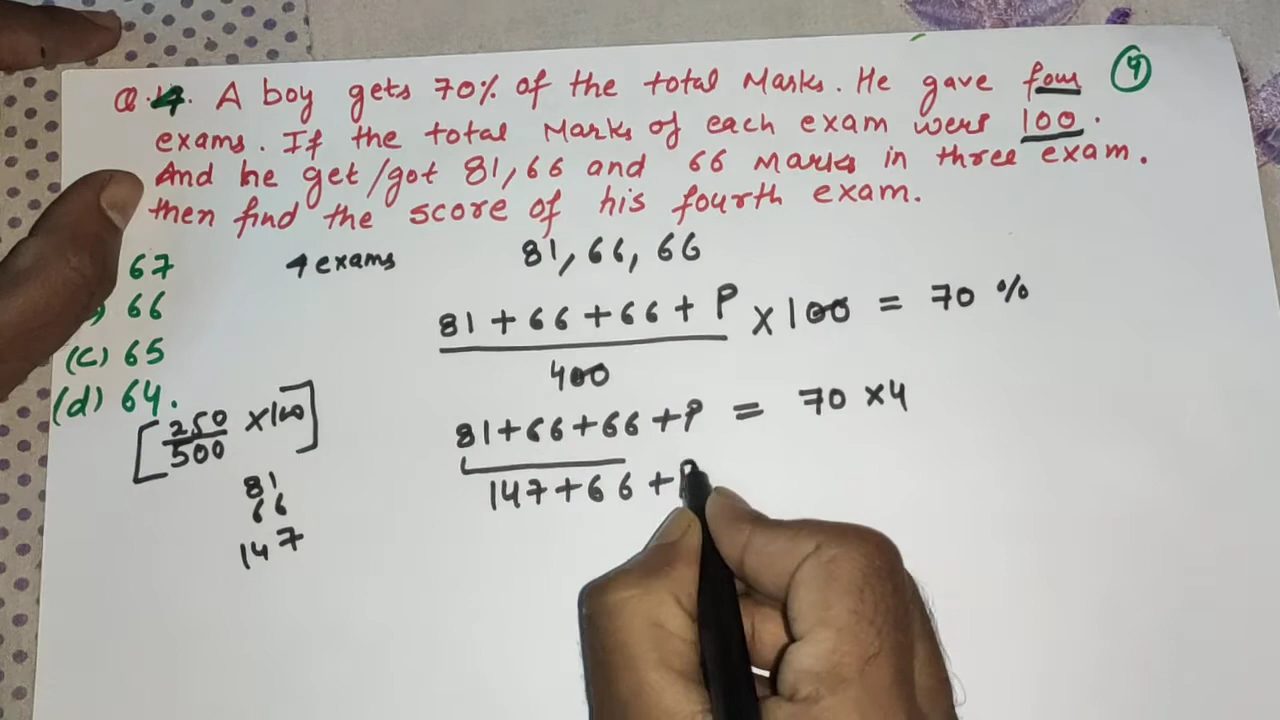 Q.14. A boy gets 70% of the total Marks. He gave four (9)
exams. If the total Marks of each exam were 100.
And he get/got 81,66 and 66 marks in three exam.
then find the score of his fourth exam.
67
66
(c) 65
(d) 64.
4 exams
81, 66, 66
81 + 66 + 66 + P × 100 = 70 %
400
81+66+66+P = 70 ×4
147+66+P
[250 ×100]
500
81
66
147